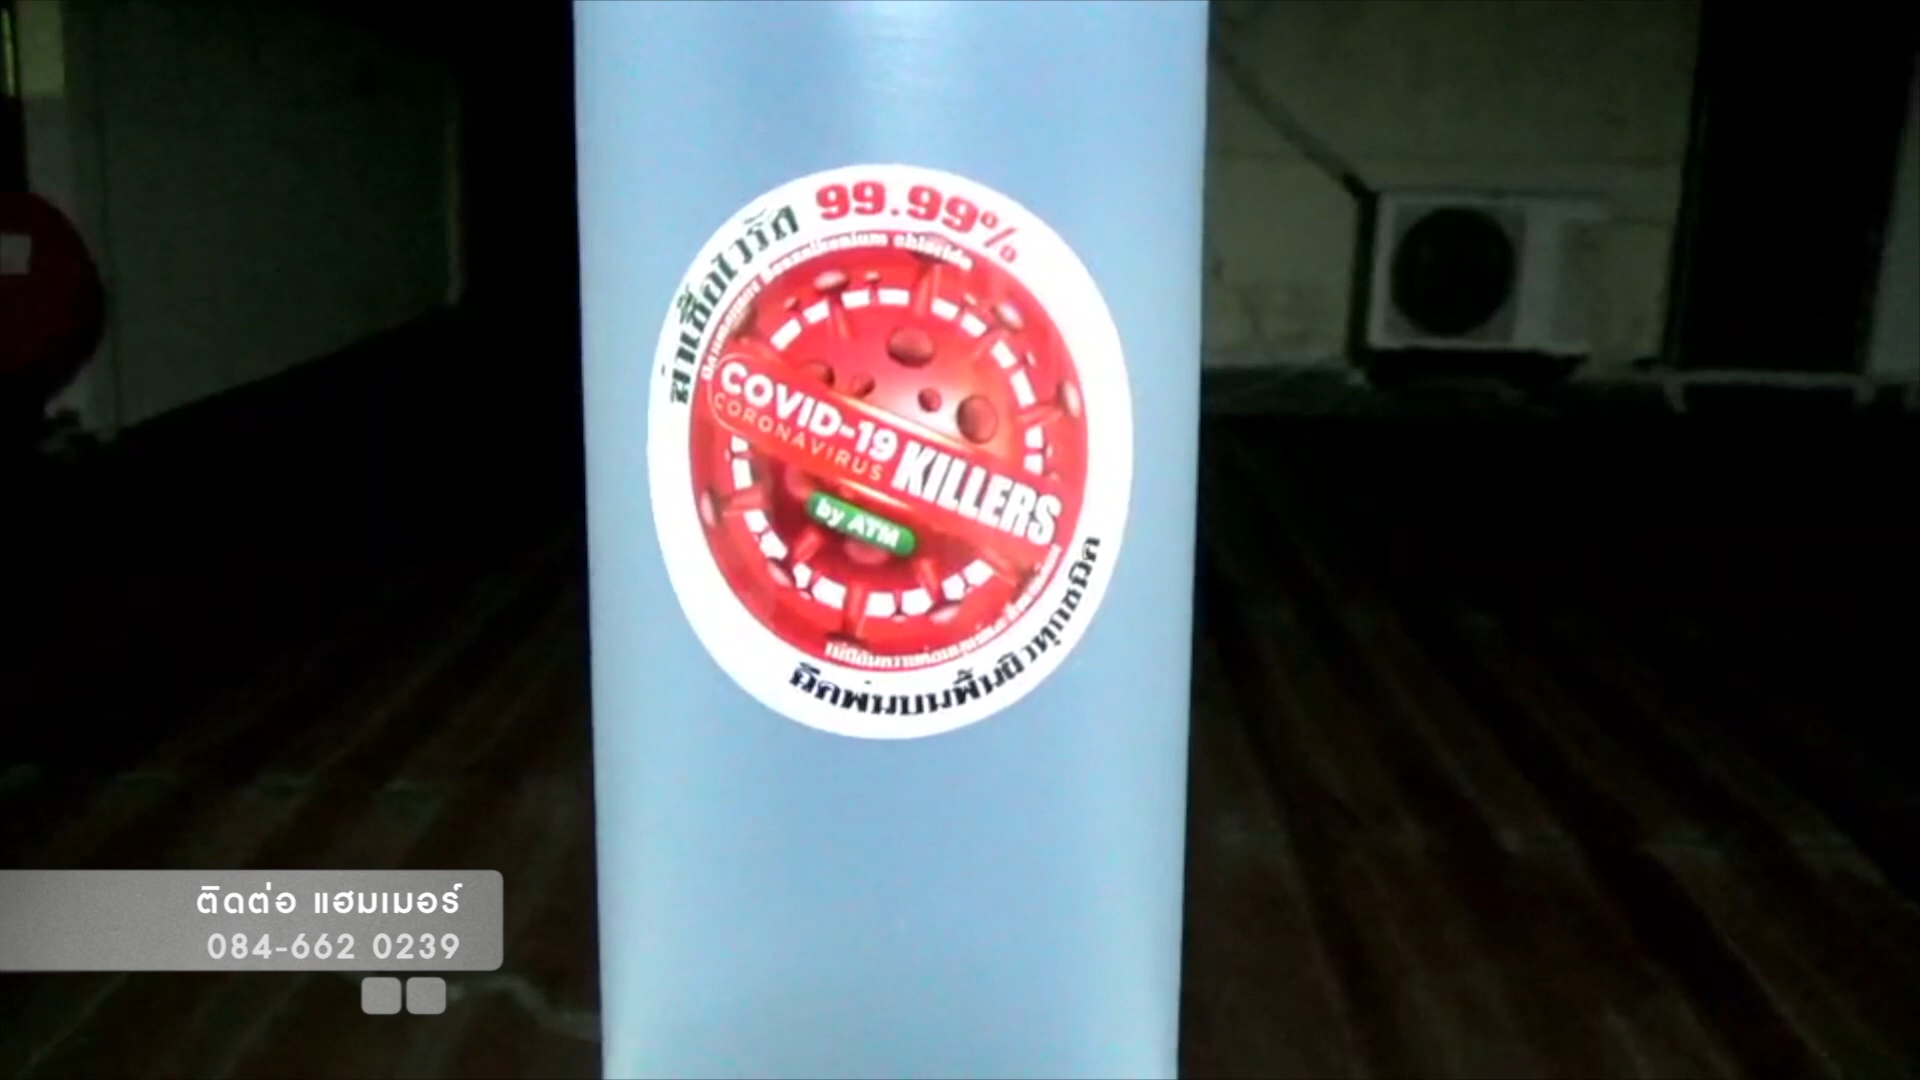 ฆ่าเชื้อไวรัส 99.99%
Benzalkonium chloride
COVID-19
CORONAVIRUS
KILLERS
by ATM
ฉีดพ่นบนพื้นผิวทุกชนิด
ติดต่อ แฮมเมอร์
084-662 0239